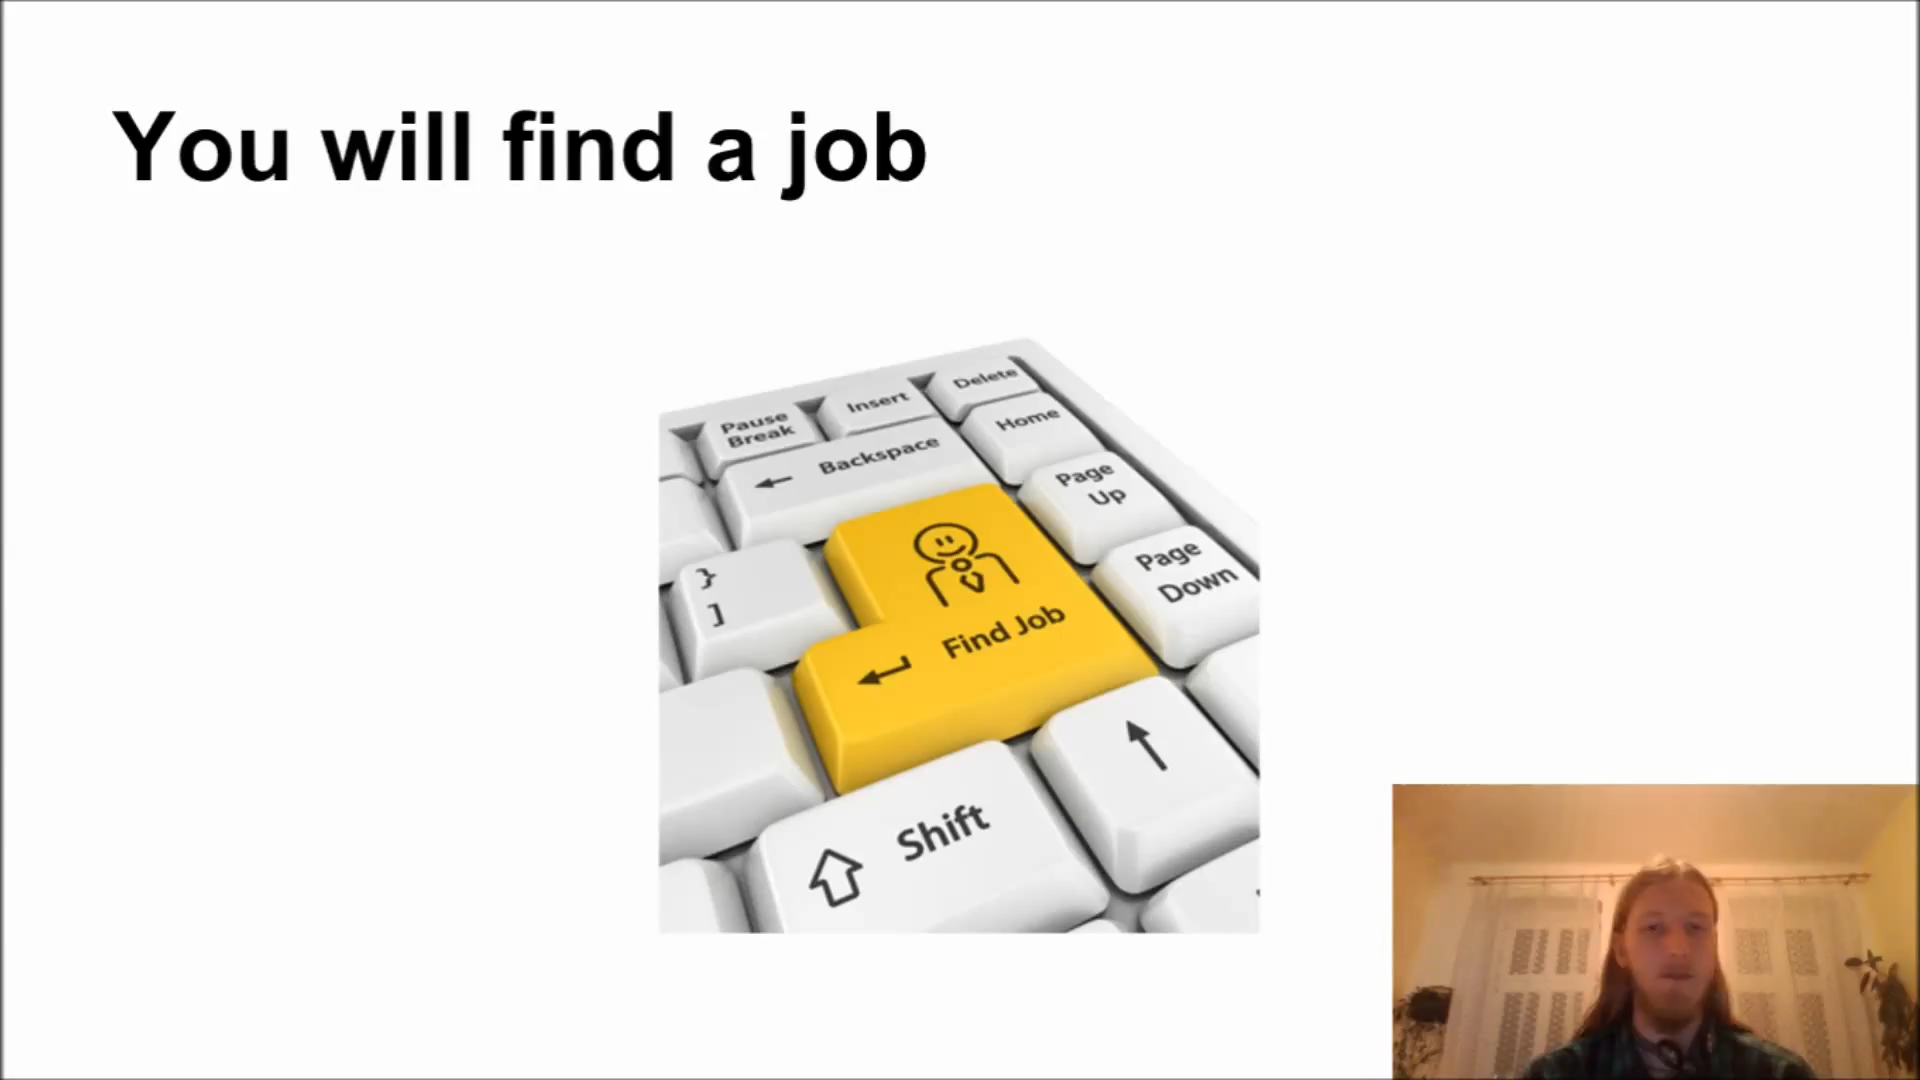 You will find a job
Delete
Insert
Pause
Break
Home
Backspace
Page
Up
}
]
Page
Down
Find Job
Shift